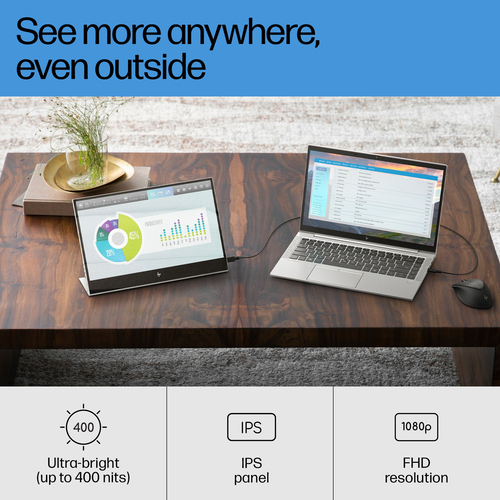 See more anywhere,
even outside
400
Ultra-bright
(up to 400 nits)
IPS
IPS
panel
1080p
FHD
resolution